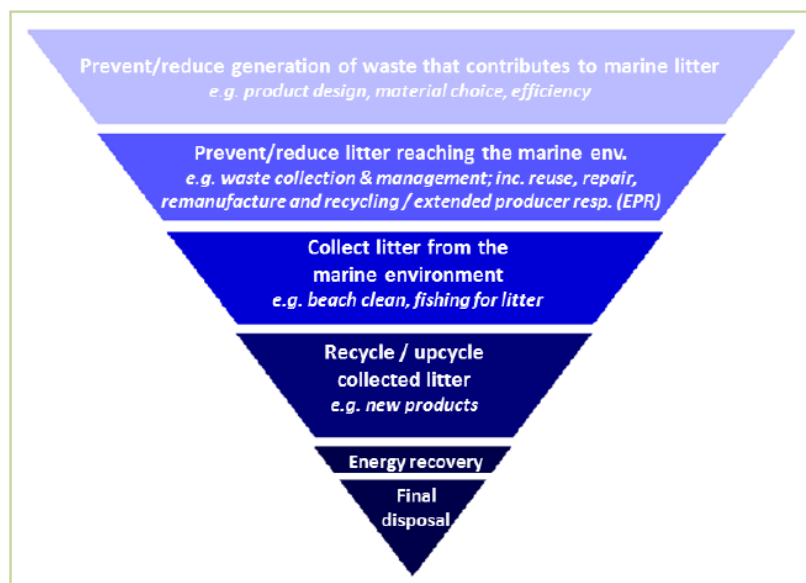 Prevent/reduce generation of waste that contributes to marine litter
e.g. product design, material choice, efficiency
Prevent/reduce litter reaching the marine env.
e.g. waste collection & management; inc. reuse, repair,
remanufacture and recycling / extended producer resp. (EPR)
Collect litter from the
marine environment
e.g. beach clean, fishing for litter
Recycle / upcycle
collected litter
e.g. new products
Energy recovery
Final
disposal